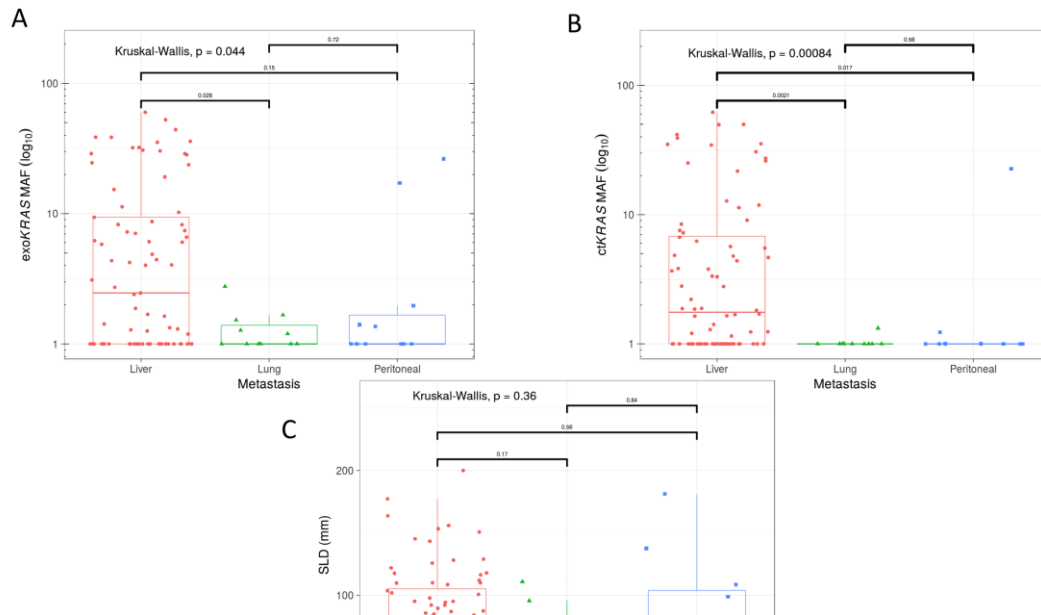 A
Kruskal-Wallis, p = 0.044
0.72
0.15
0.028
100
10
1
exoKRAS MAF (log10)
Liver
Lung
Peritoneal
Metastasis
B
Kruskal-Wallis, p = 0.00084
0.58
0.017
0.0021
100
10
1
ctKRAS MAF (log10)
Liver
Lung
Peritoneal
Metastasis
C
Kruskal-Wallis, p = 0.36
0.84
0.56
0.17
200
100
SLD (mm)